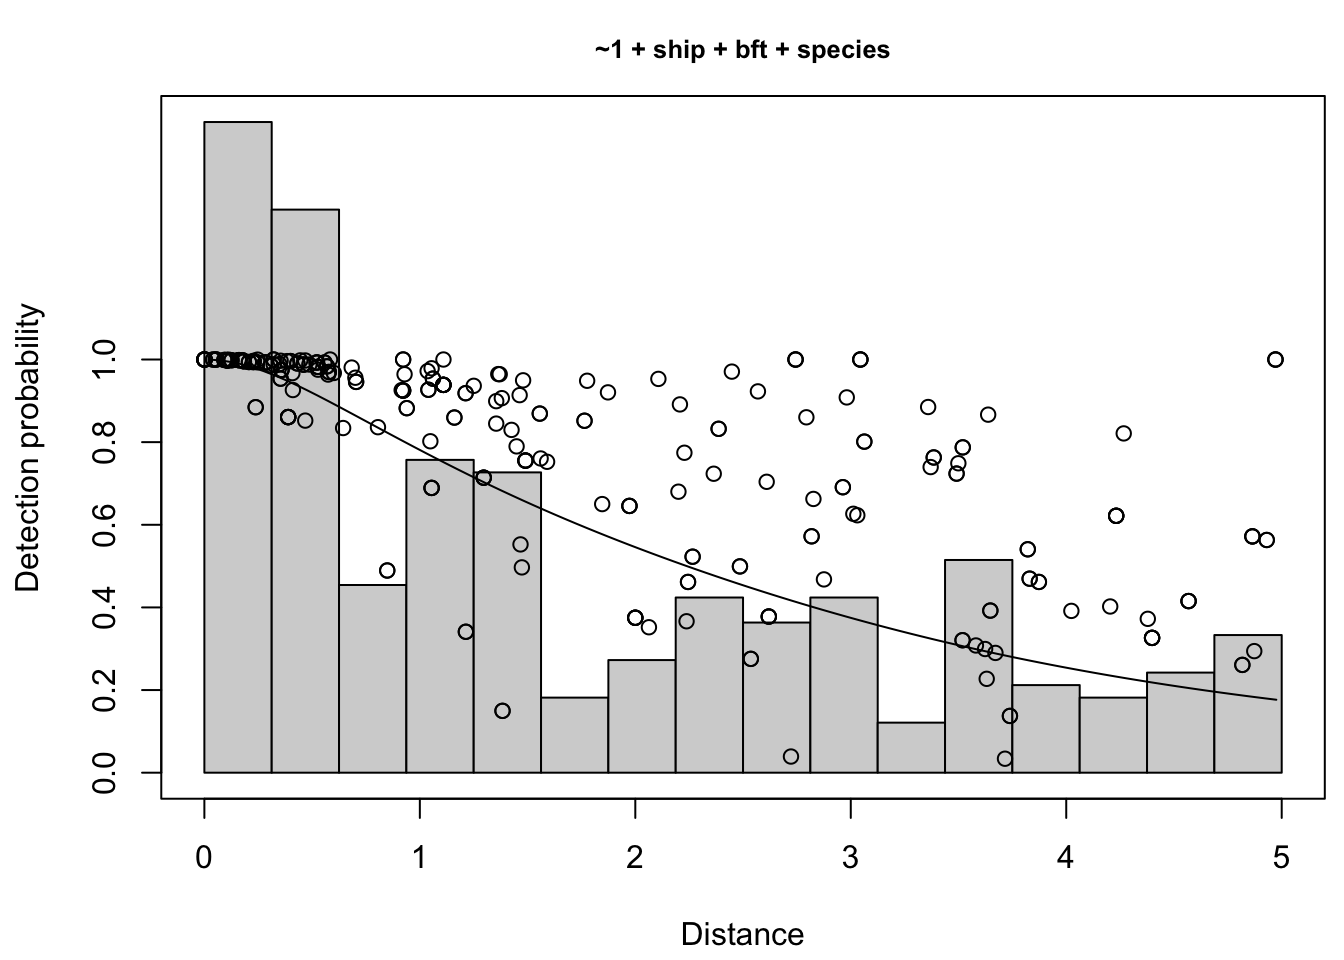 ~1 + ship + bft + species
Detection probability
1.0
0.8
0.6
0.4
0.2
0.0
0 1 2 3 4 5
Distance